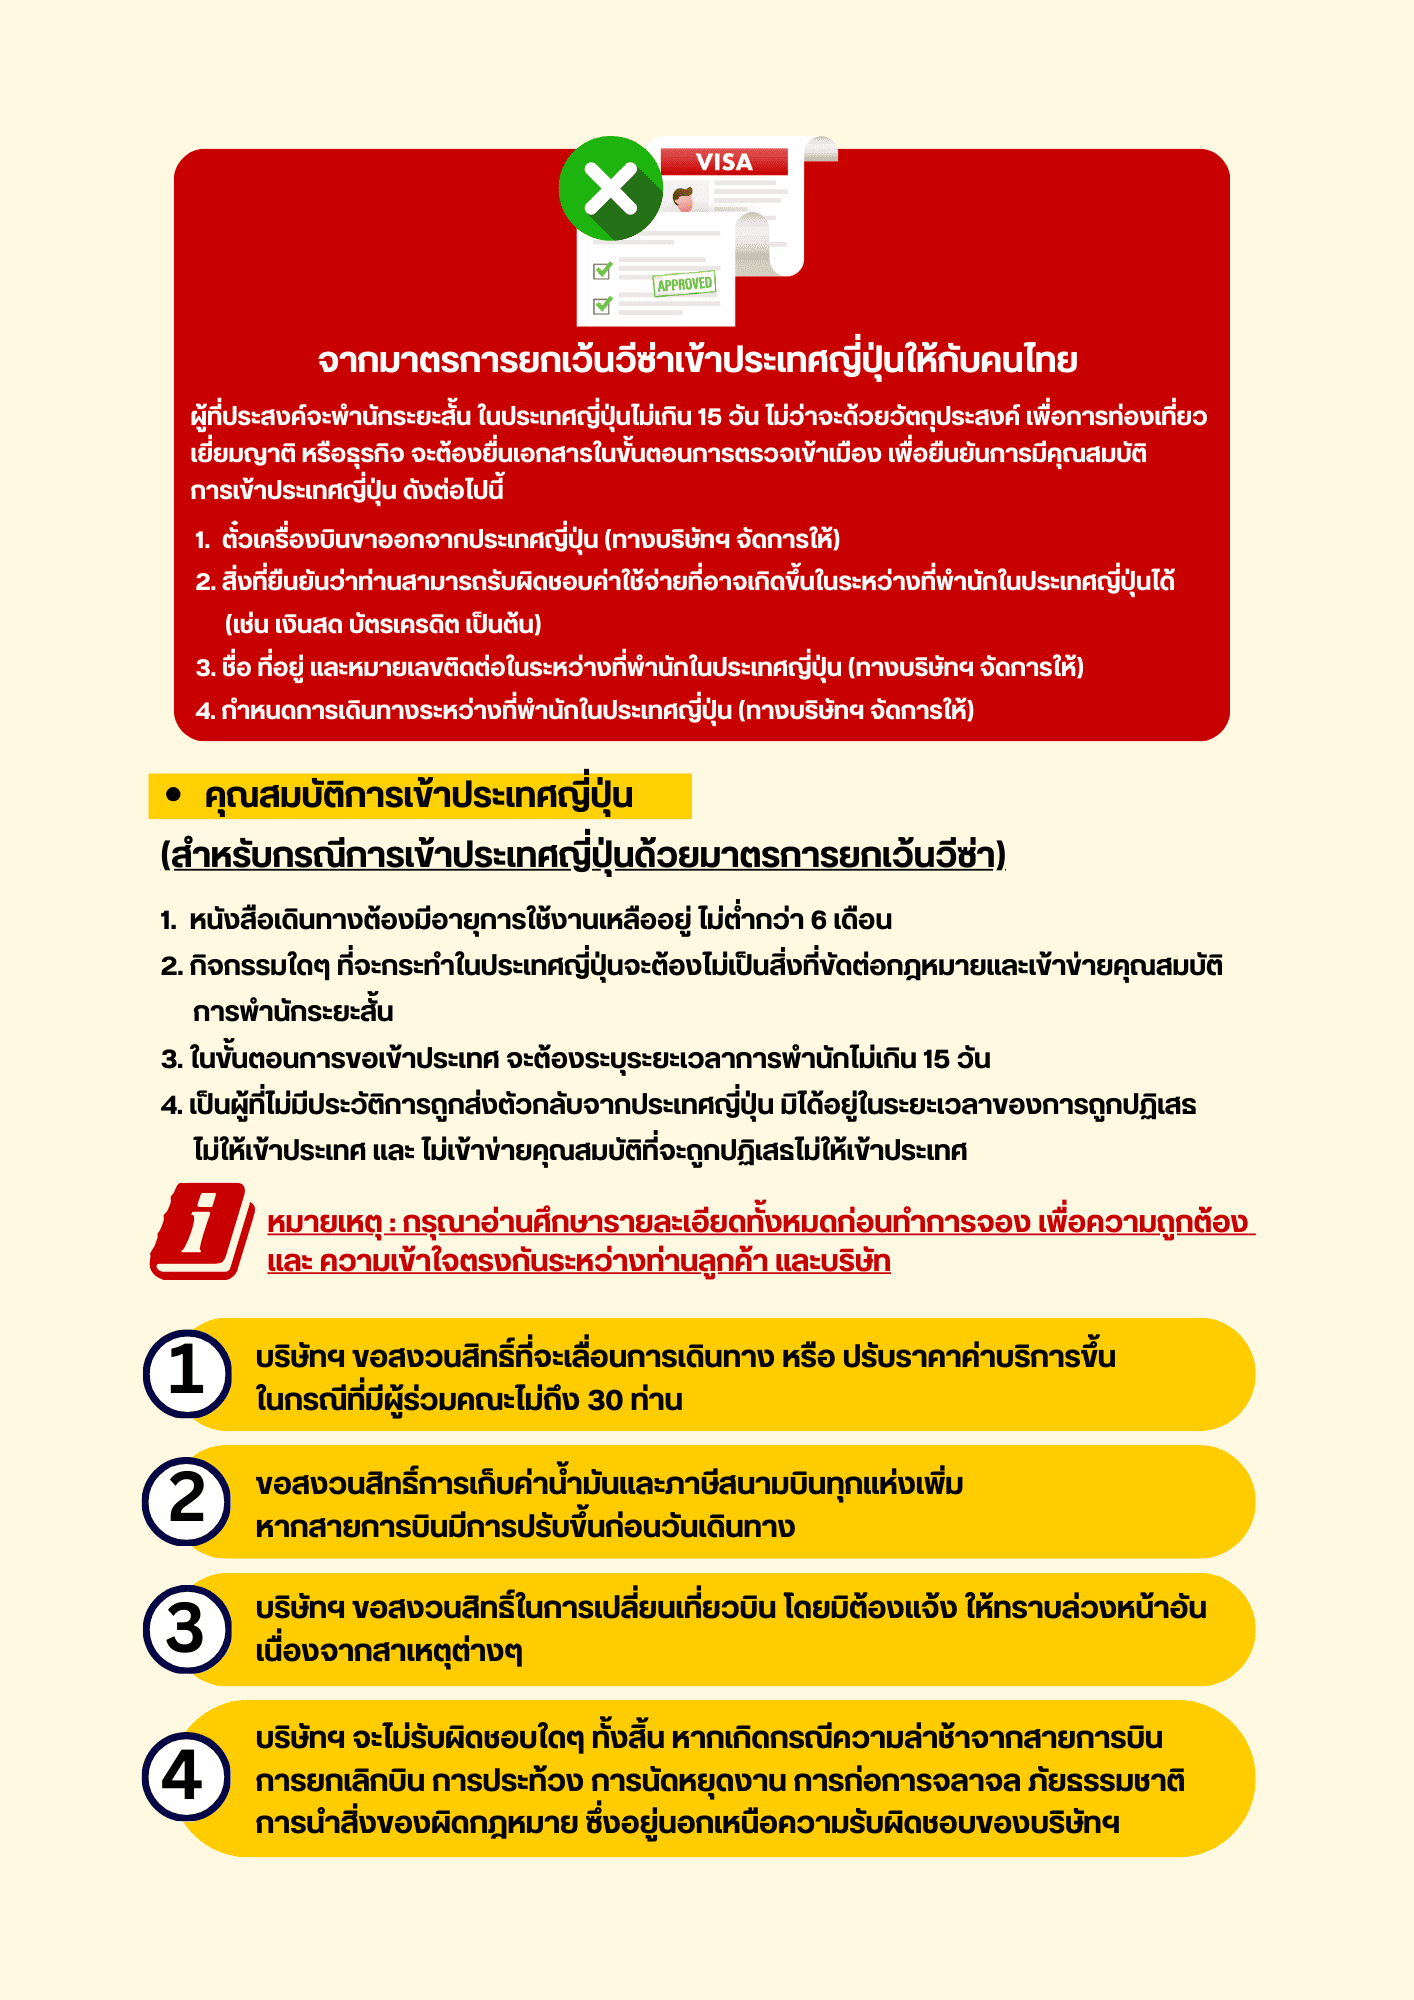 VISA
APPROVED
จากมาตรการยกเว้นวีซ่าเข้าประเทศญี่ปุ่นให้กับคนไทย
ผู้ที่ประสงค์จะพำนักระยะสั้น ในประเทศญี่ปุ่นไม่เกิน 15 วัน ไม่ว่าจะด้วยวัตถุประสงค์ เพื่อการท่องเที่ยว
เยี่ยมญาติ หรือธุรกิจ จะต้องยื่นเอกสารในขั้นตอนการตรวจเข้าเมือง เพื่อยืนยันการมีคุณสมบัติ
การเข้าประเทศญี่ปุ่น ดังต่อไปนี้
1. ตั๋วเครื่องบินขาออกจากประเทศญี่ปุ่น (ทางบริษัทฯ จัดการให้)
2. สิ่งที่ยืนยันว่าท่านสามารถรับผิดชอบค่าใช้จ่ายที่อาจเกิดขึ้นในระหว่างที่พำนักในประเทศญี่ปุ่นได้
(เช่น เงินสด บัตรเครดิต เป็นต้น)
3. ชื่อ ที่อยู่ และหมายเลขติดต่อในระหว่างที่พำนักในประเทศญี่ปุ่น (ทางบริษัทฯ จัดการให้)
4. กำหนดการเดินทางระหว่างที่พำนักในประเทศญี่ปุ่น (ทางบริษัทฯ จัดการให้)
• คุณสมบัติการเข้าประเทศญี่ปุ่น
(สำหรับกรณีการเข้าประเทศญี่ปุ่นด้วยมาตรการยกเว้นวีซ่า)
1. หนังสือเดินทางต้องมีอายุการใช้งานเหลืออยู่ ไม่ต่ำกว่า 6 เดือน
2. กิจกรรมใดๆ ที่จะกระทำในประเทศญี่ปุ่นจะต้องไม่เป็นสิ่งที่ขัดต่อกฎหมายและเข้าข่ายคุณสมบัติ
การพำนักระยะสั้น
3. ในขั้นตอนการขอเข้าประเทศ จะต้องระบุระยะเวลาการพำนักไม่เกิน 15 วัน
4. เป็นผู้ที่ไม่มีประวัติการถูกส่งตัวกลับจากประเทศญี่ปุ่น มิได้อยู่ในระยะเวลาของการถูกปฏิเสธ
ไม่ให้เข้าประเทศ และ ไม่เข้าข่ายคุณสมบัติที่จะถูกปฏิเสธไม่ให้เข้าประเทศ
i
หมายเหตุ : กรุณาอ่านศึกษารายละเอียดทั้งหมดก่อนทำการจอง เพื่อความถูกต้อง
และ ความเข้าใจตรงกันระหว่างท่านลูกค้า และบริษัท
1
บริษัทฯ ขอสงวนสิทธิ์ที่จะเลื่อนการเดินทาง หรือ ปรับราคาค่าบริการขึ้น
ในกรณีที่มีผู้ร่วมคณะไม่ถึง 30 ท่าน
2
ขอสงวนสิทธิ์การเก็บค่าน้ำมันและภาษีสนามบินทุกแห่งเพิ่ม
หากสายการบินมีการปรับขึ้นก่อนวันเดินทาง
3
บริษัทฯ ขอสงวนสิทธิ์ในการเปลี่ยนเที่ยวบิน โดยมิต้องแจ้ง ให้ทราบล่วงหน้าอัน
เนื่องจากสาเหตุต่างๆ
4
บริษัทฯ จะไม่รับผิดชอบใดๆ ทั้งสิ้น หากเกิดกรณีความล่าช้าจากสายการบิน
การยกเลิกบิน การประท้วง การนัดหยุดงาน การก่อการจลาจล ภัยธรรมชาติ
การนำสิ่งของผิดกฎหมาย ซึ่งอยู่นอกเหนือความรับผิดชอบของบริษัทฯ